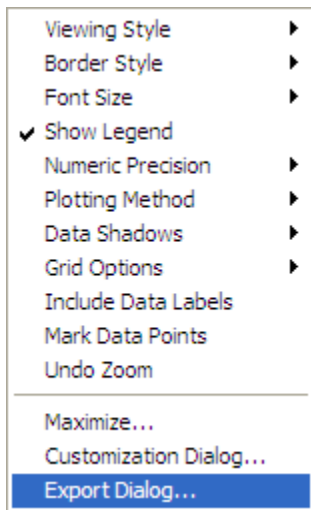 Viewing Style
Border Style
Font Size
Show Legend
Numeric Precision
Plotting Method
Data Shadows
Grid Options
Include Data Labels
Mark Data Points
Undo Zoom
Maximize...
Customization Dialog...
Export Dialog...